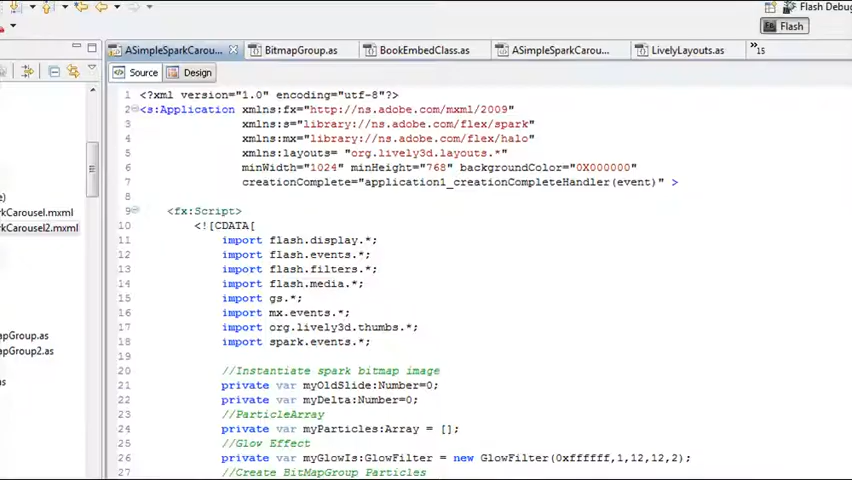 Flash Debug
Flash
ASimpleSparkCarou...
BitmapGroup.as
BookEmbedClass.as
ASimpleSparkCarou...
LivelyLayouts.as
»15
Source
Design
1 <?xml version="1.0" encoding="utf-8"?>
2 <s:Application xmlns:fx="http://ns.adobe.com/mxml/2009"
3 xmlns:s="library://ns.adobe.com/flex/spark"
4 xmlns:mx="library://ns.adobe.com/flex/halo"
5 xmlns:layouts= "org.lively3d.layouts.*"
6 minWidth="1024" minHeight="768" backgroundColor="0X000000"
7 creationComplete="application1_creationCompleteHandler(event)" >
8
9 <fx:Script>
10 <![CDATA[
11 import flash.display.*;
12 import flash.events.*;
13 import flash.filters.*;
14 import flash.media.*;
15 import gs.*;
16 import mx.events.*;
17 import org.lively3d.thumbs.*;
18 import spark.events.*;
19
20 //Instantiate spark bitmap image
21 private var myOldSlide:Number=0;
22 private var myDelta:Number=0;
23 //ParticleArray
24 private var myParticles:Array = [];
25 //Glow Effect
26 private var myGlowIs:GlowFilter = new GlowFilter(0xffffff,1,12,12,2);
27 //Create BitMapGroup Particles
e)
rkCarousel.mxml
rkCarousel2.mxml
apGroup.as
apGroup2.as
as